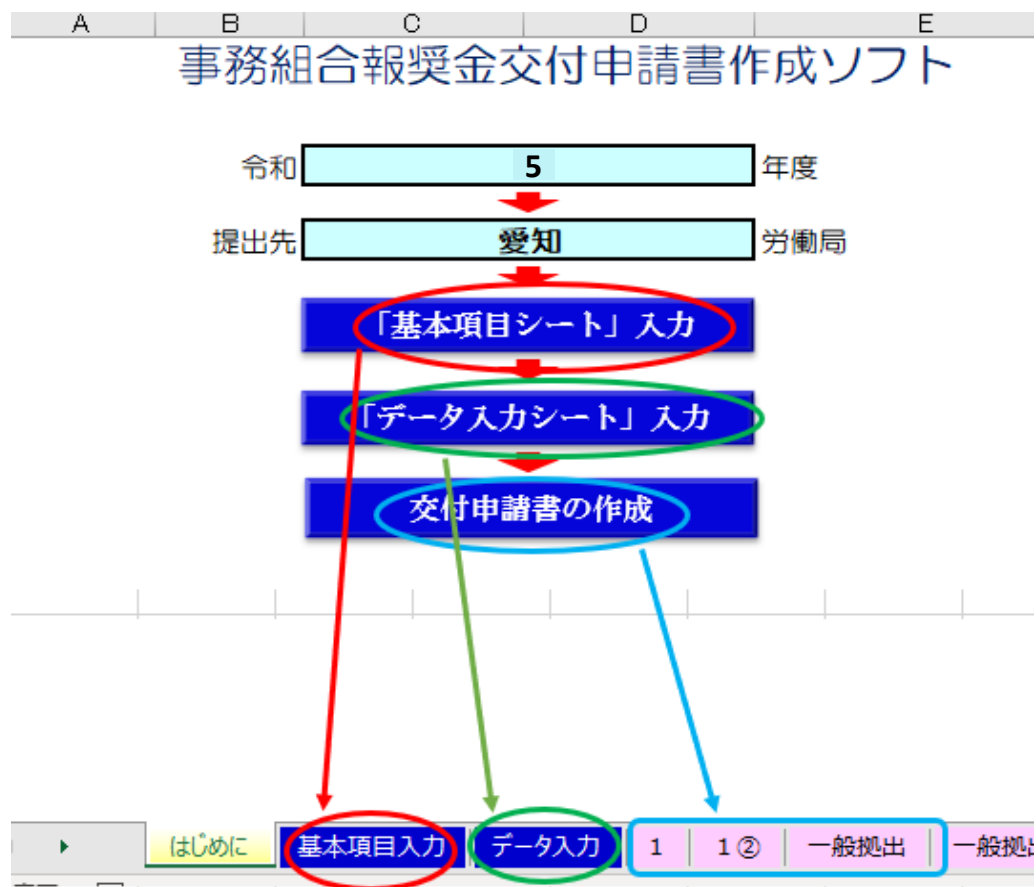 A B C D E
事務組合報奨金交付申請書作成ソフト
令和 5 年度
提出先 愛知 労働局
「基本項目シート」入力
「データ入力シート」入力
交付申請書の作成
はじめに 基本項目入力 データ入力 1 1② 一般拠出 一般拠